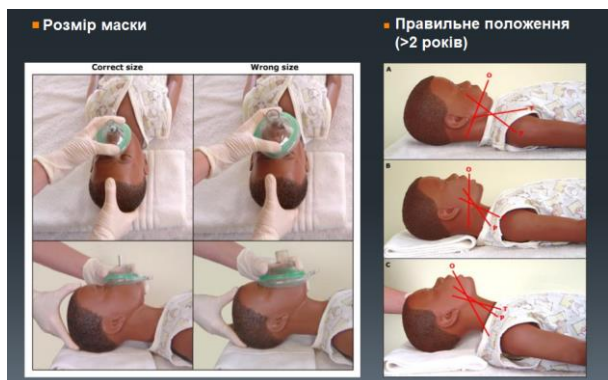 Розмір маски
Правильне положення
(>2 років)
Correct size
Wrong size
A
O
T
P
B
O
P
C
O
T
P